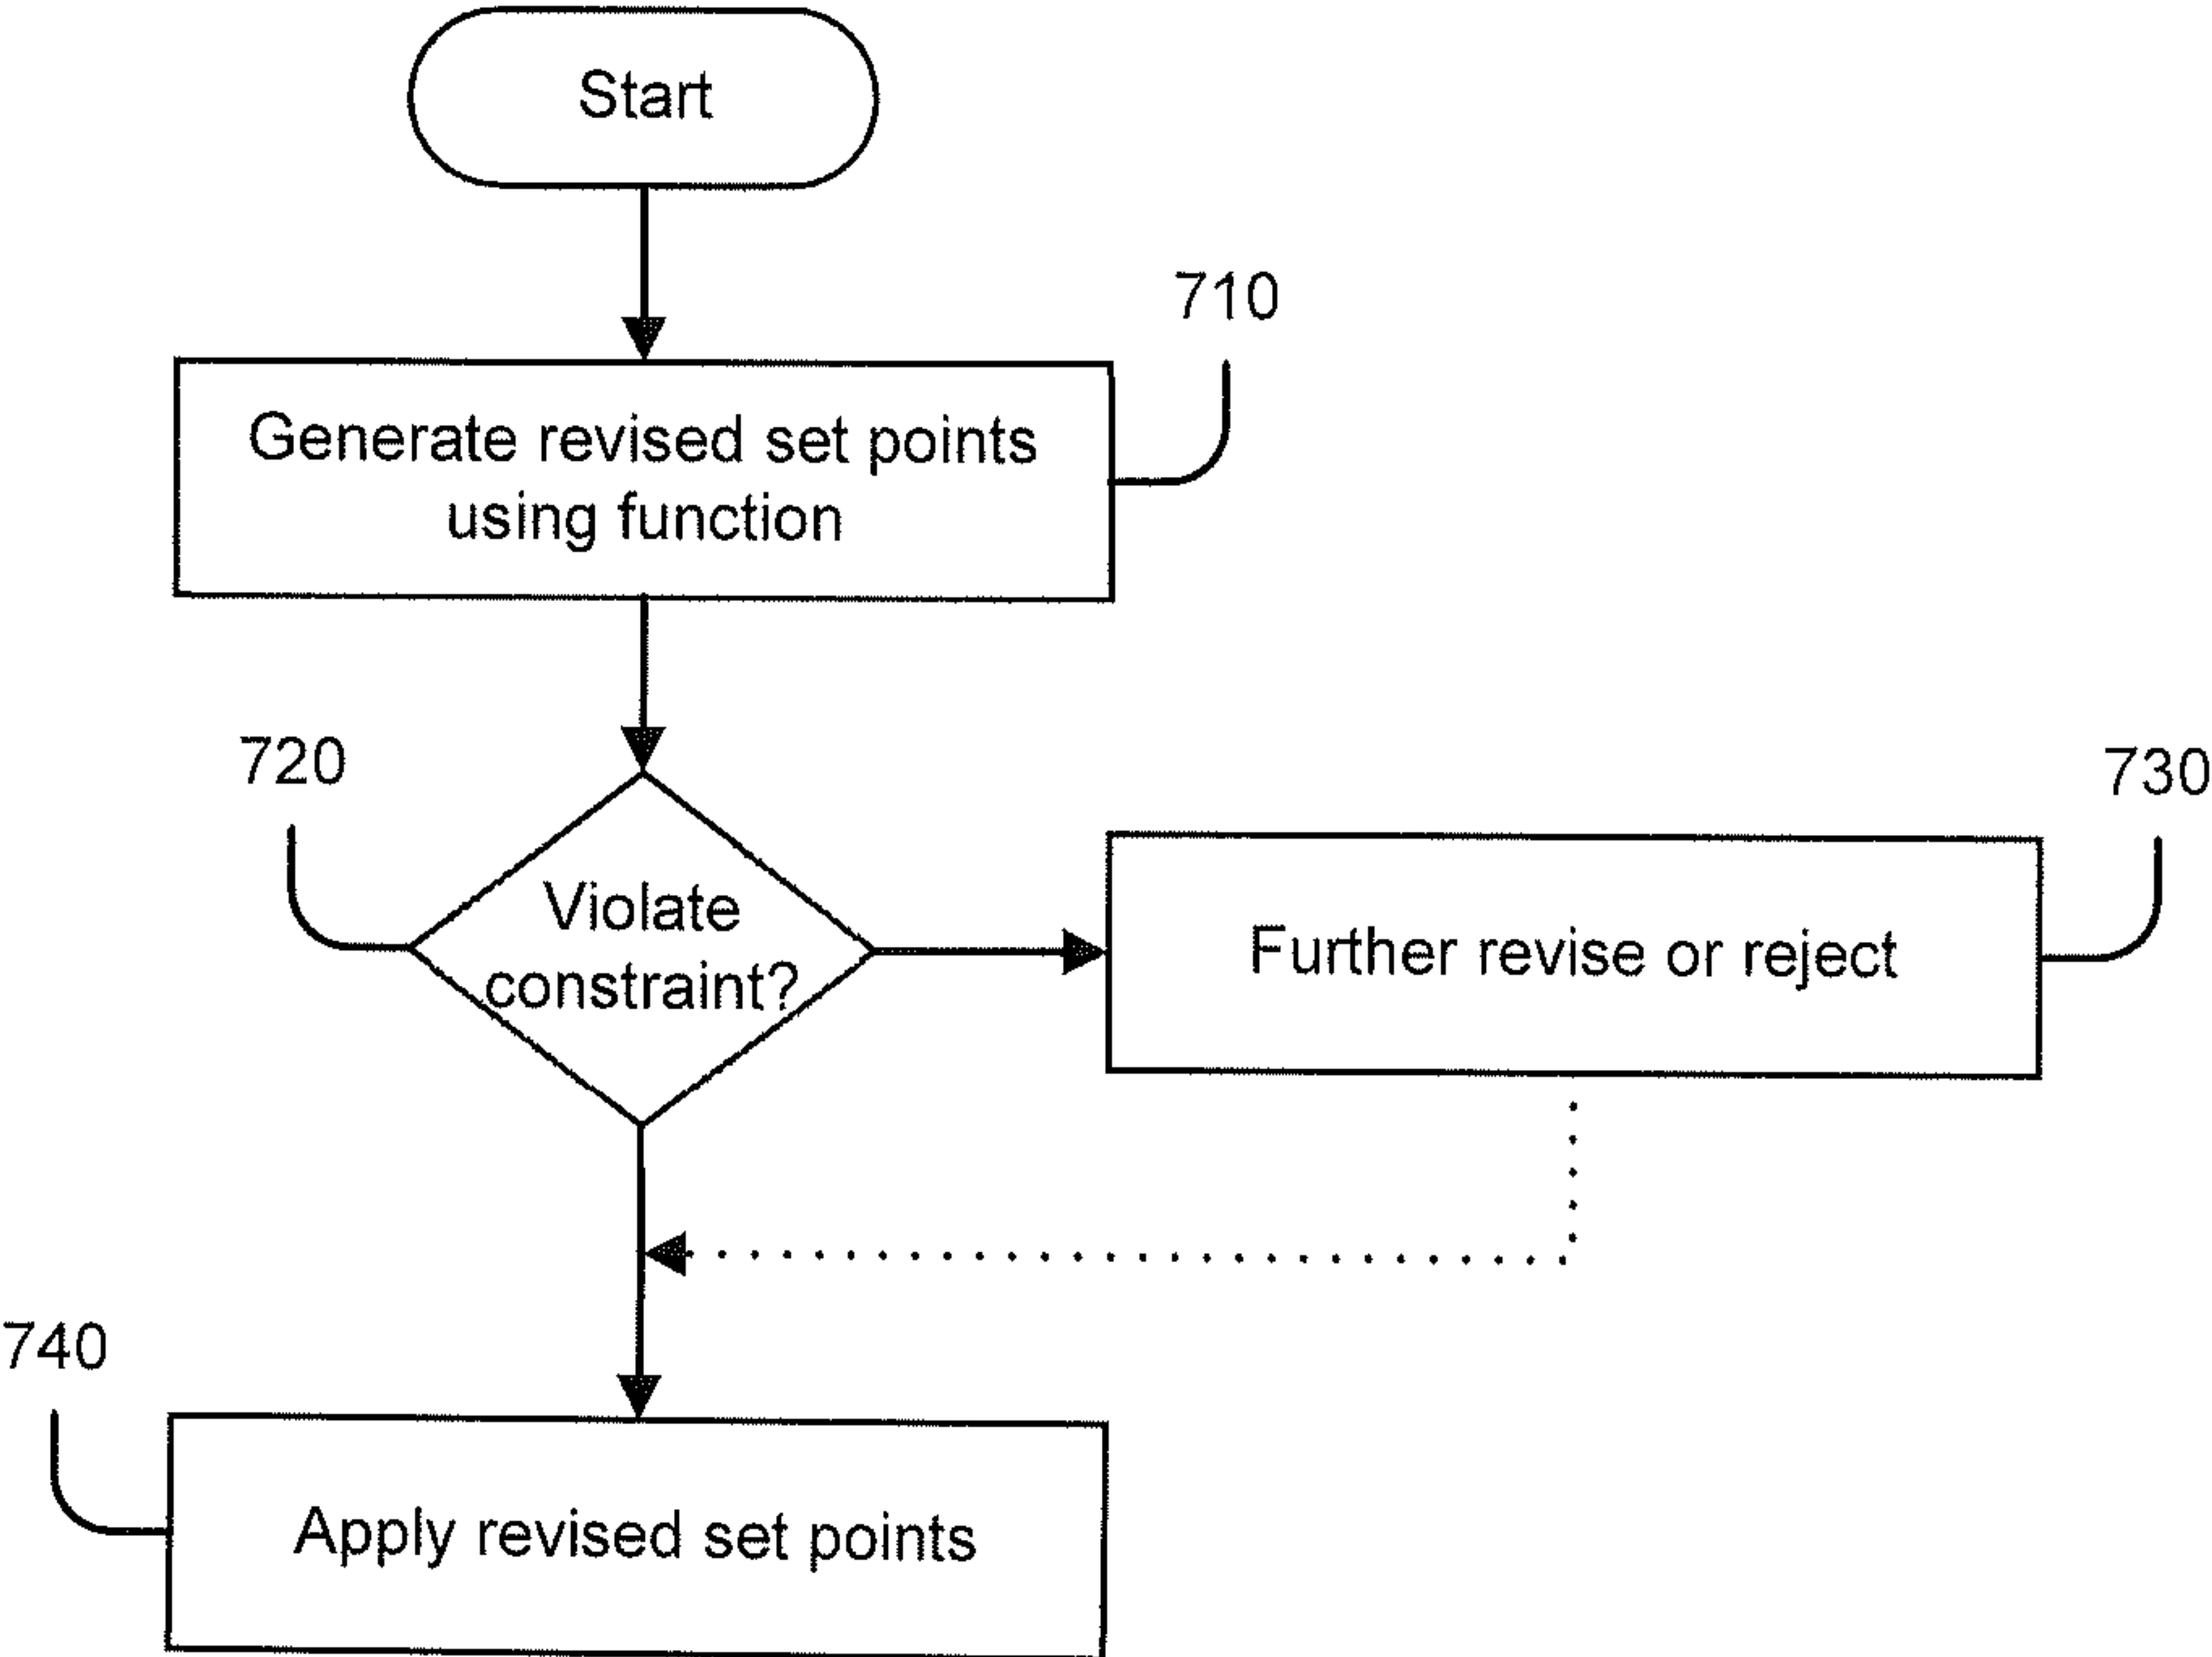 Start
710
Generate revised set points
using function
720
730
Violate
constraint?
Further revise or reject
740
Apply revised set points